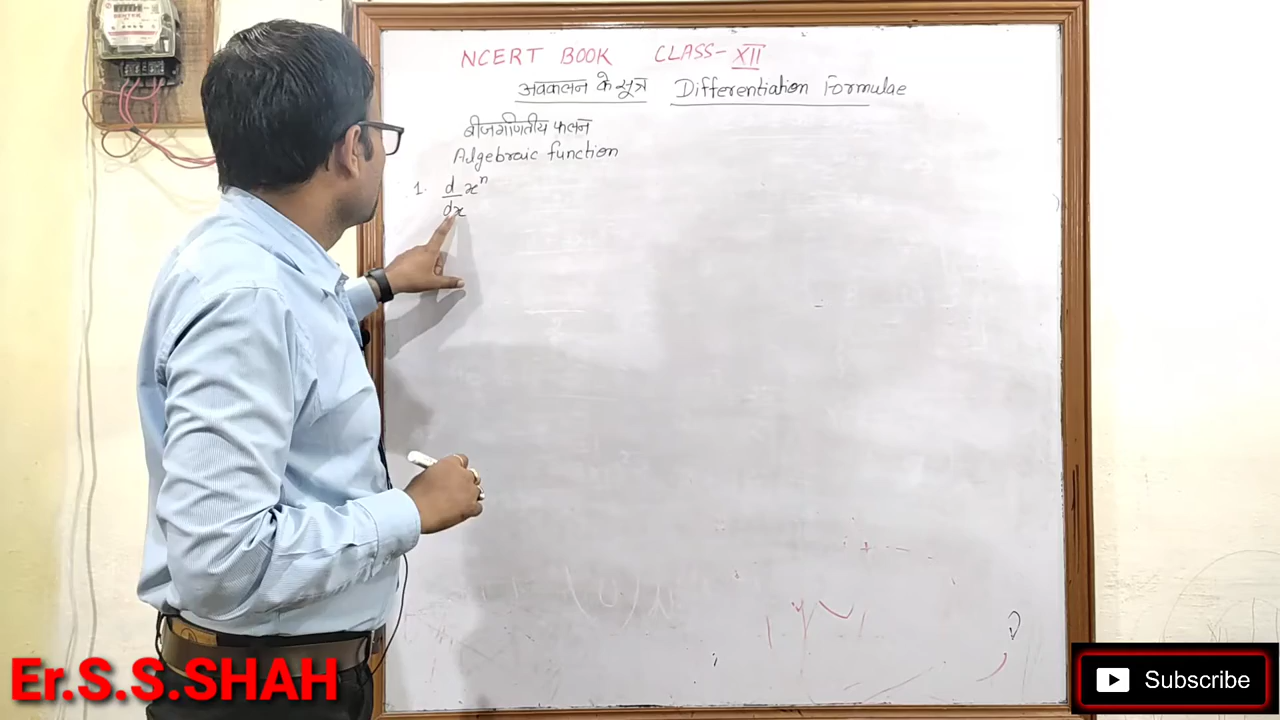 NCERT BOOK CLASS-XII
अवकलन के सूत्र Differentiation Formulae
बीजगणितीय फलन
Algebraic function
1. d/dx xⁿ
Er.S.S.SHAH
Subscribe